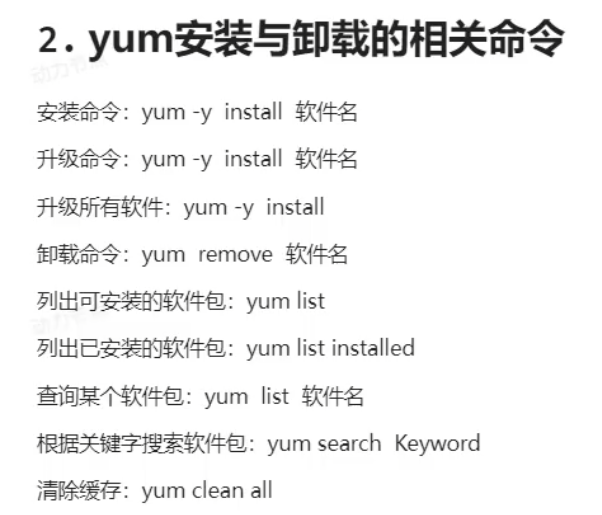 2. yum安装与卸载的相关命令
安装命令：yum -y install 软件名
升级命令：yum -y install 软件名
升级所有软件：yum -y install
卸载命令：yum remove 软件名
列出可安装的软件包：yum list
列出已安装的软件包：yum list installed
查询某个软件包：yum list 软件名
根据关键字搜索软件包：yum search Keyword
清除缓存：yum clean all